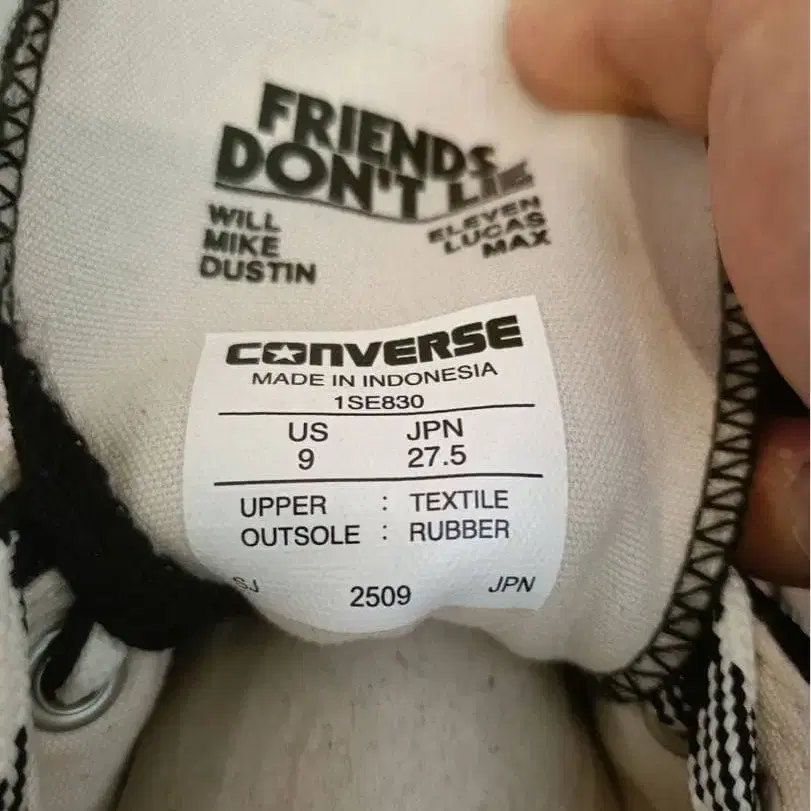 FRIENDS
DON'T LIE
WILL
MIKE
DUSTIN
ELEVEN
LUCAS
MAX
CONVERSE
MADE IN INDONESIA
1SE830
US JPN
9 27.5
UPPER : TEXTILE
OUTSOLE : RUBBER
SJ 2509 JPN